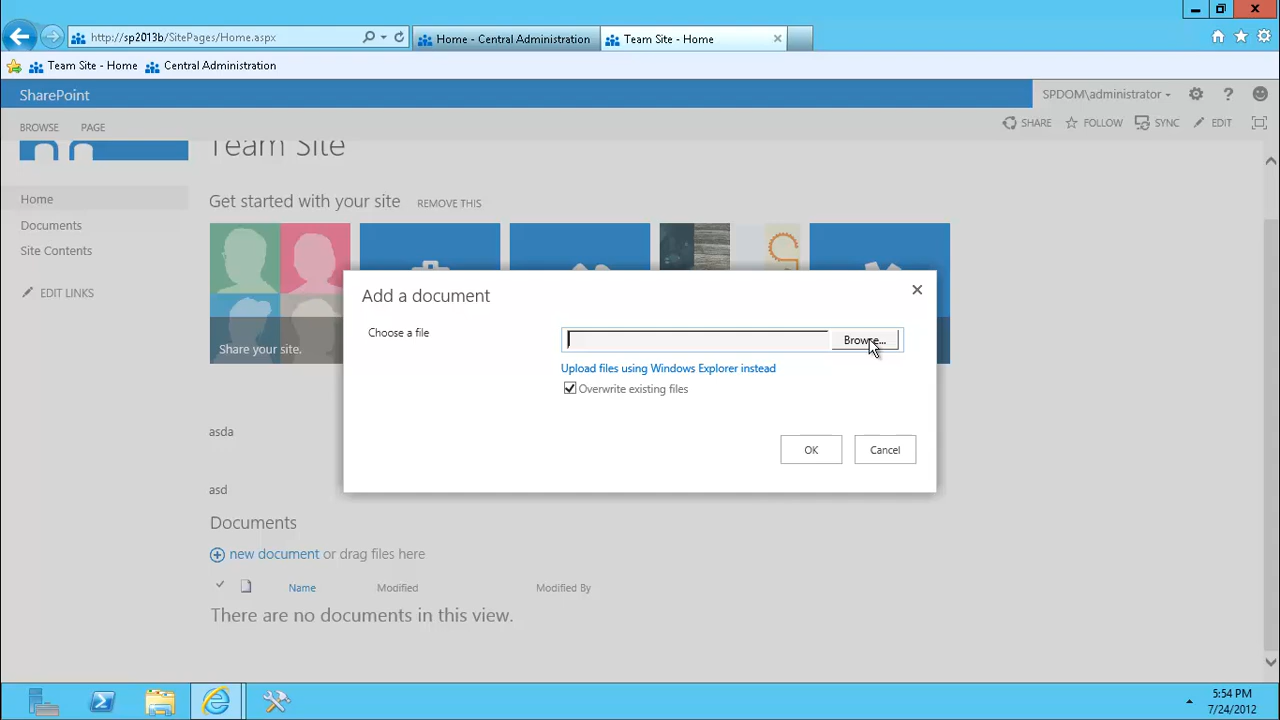 http://sp2013b/SitePages/Home.aspx
Home - Central Administration
Team Site - Home
Team Site - Home
Central Administration
SharePoint
SPDOM\administrator
?
BROWSE
PAGE
SHARE
FOLLOW
SYNC
EDIT
Team Site
Home
Documents
Site Contents
EDIT LINKS
Get started with your site
REMOVE THIS
Share your site.
Add a document
Choose a file
Browse...
Upload files using Windows Explorer instead
Overwrite existing files
OK
Cancel
asda
asd
Documents
new document or drag files here
Name
Modified
Modified By
There are no documents in this view.
5:54 PM
7/24/2012